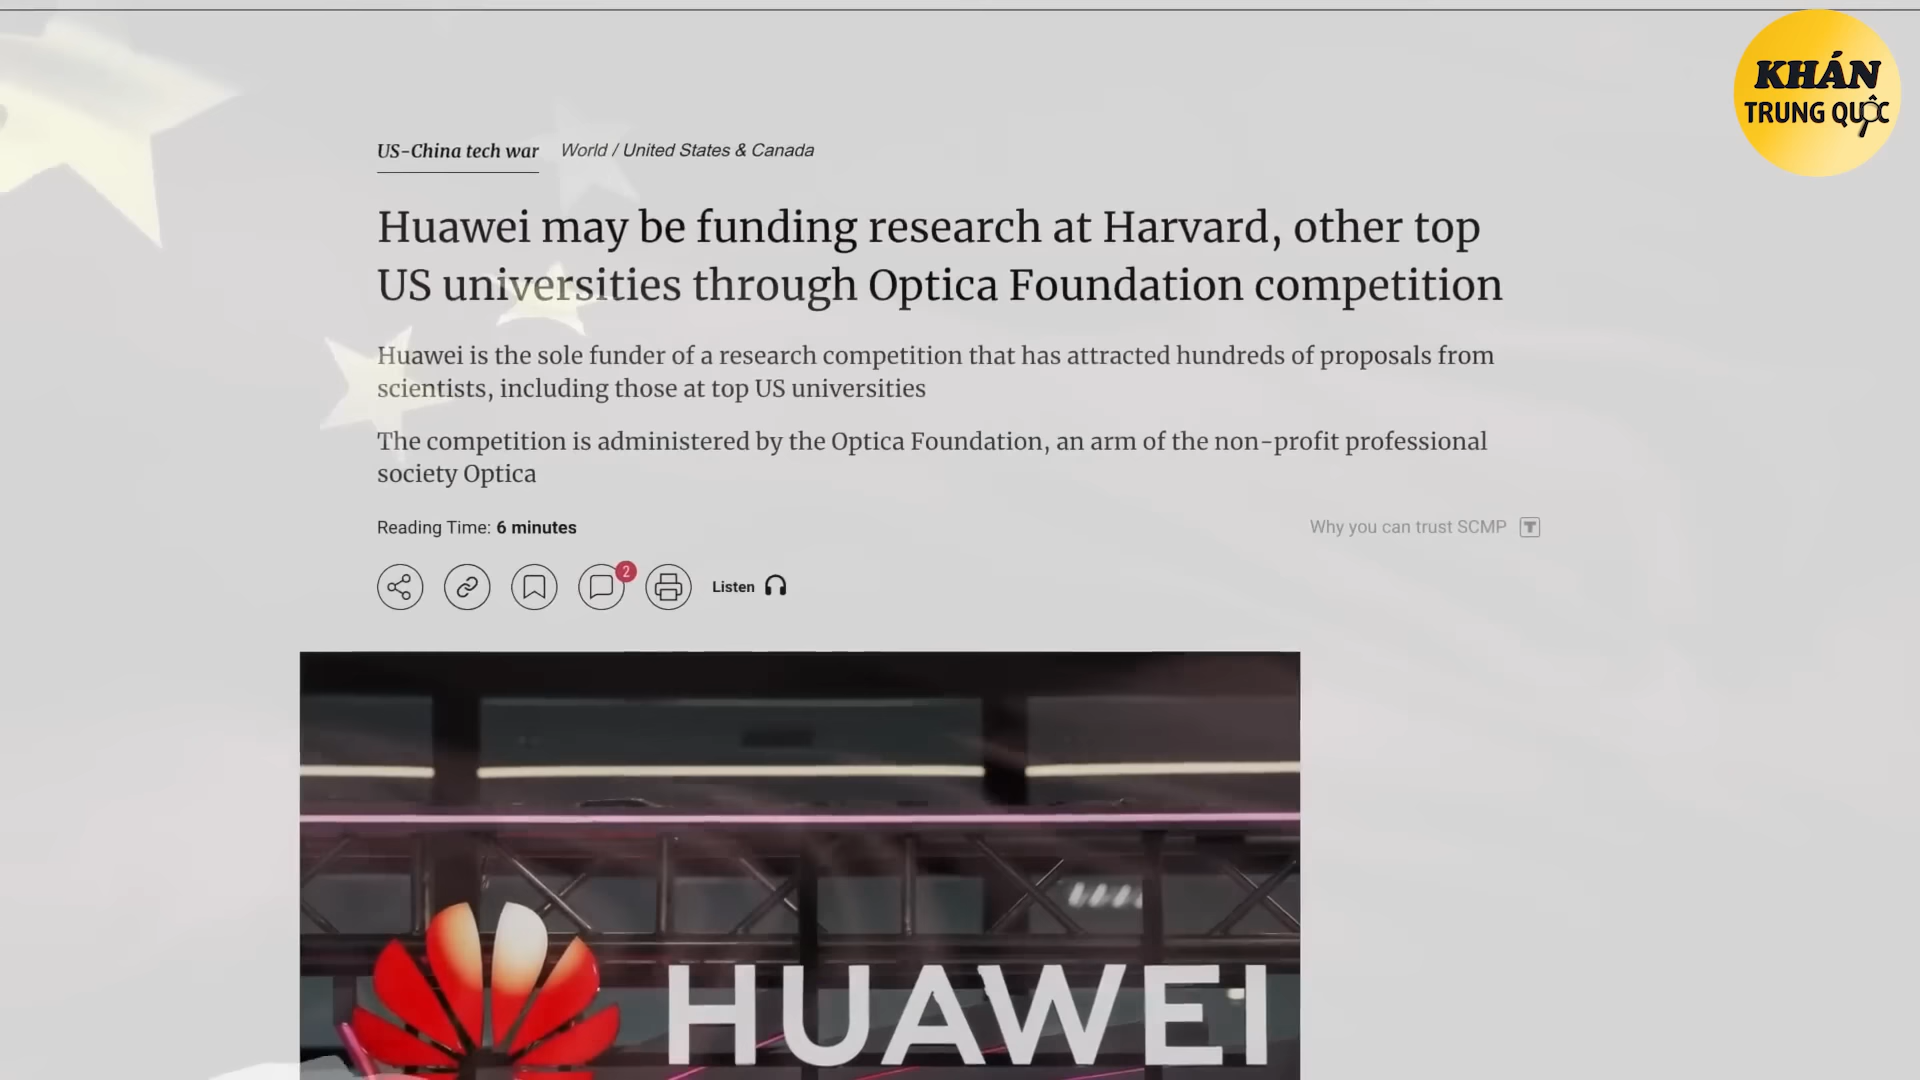 KHÁN
TRUNG QUỐC
US-China tech war World / United States & Canada
Huawei may be funding research at Harvard, other top
US universities through Optica Foundation competition
Huawei is the sole funder of a research competition that has attracted hundreds of proposals from
scientists, including those at top US universities
The competition is administered by the Optica Foundation, an arm of the non-profit professional
society Optica
Reading Time: 6 minutes
Why you can trust SCMP
2
Listen
HUAWEI